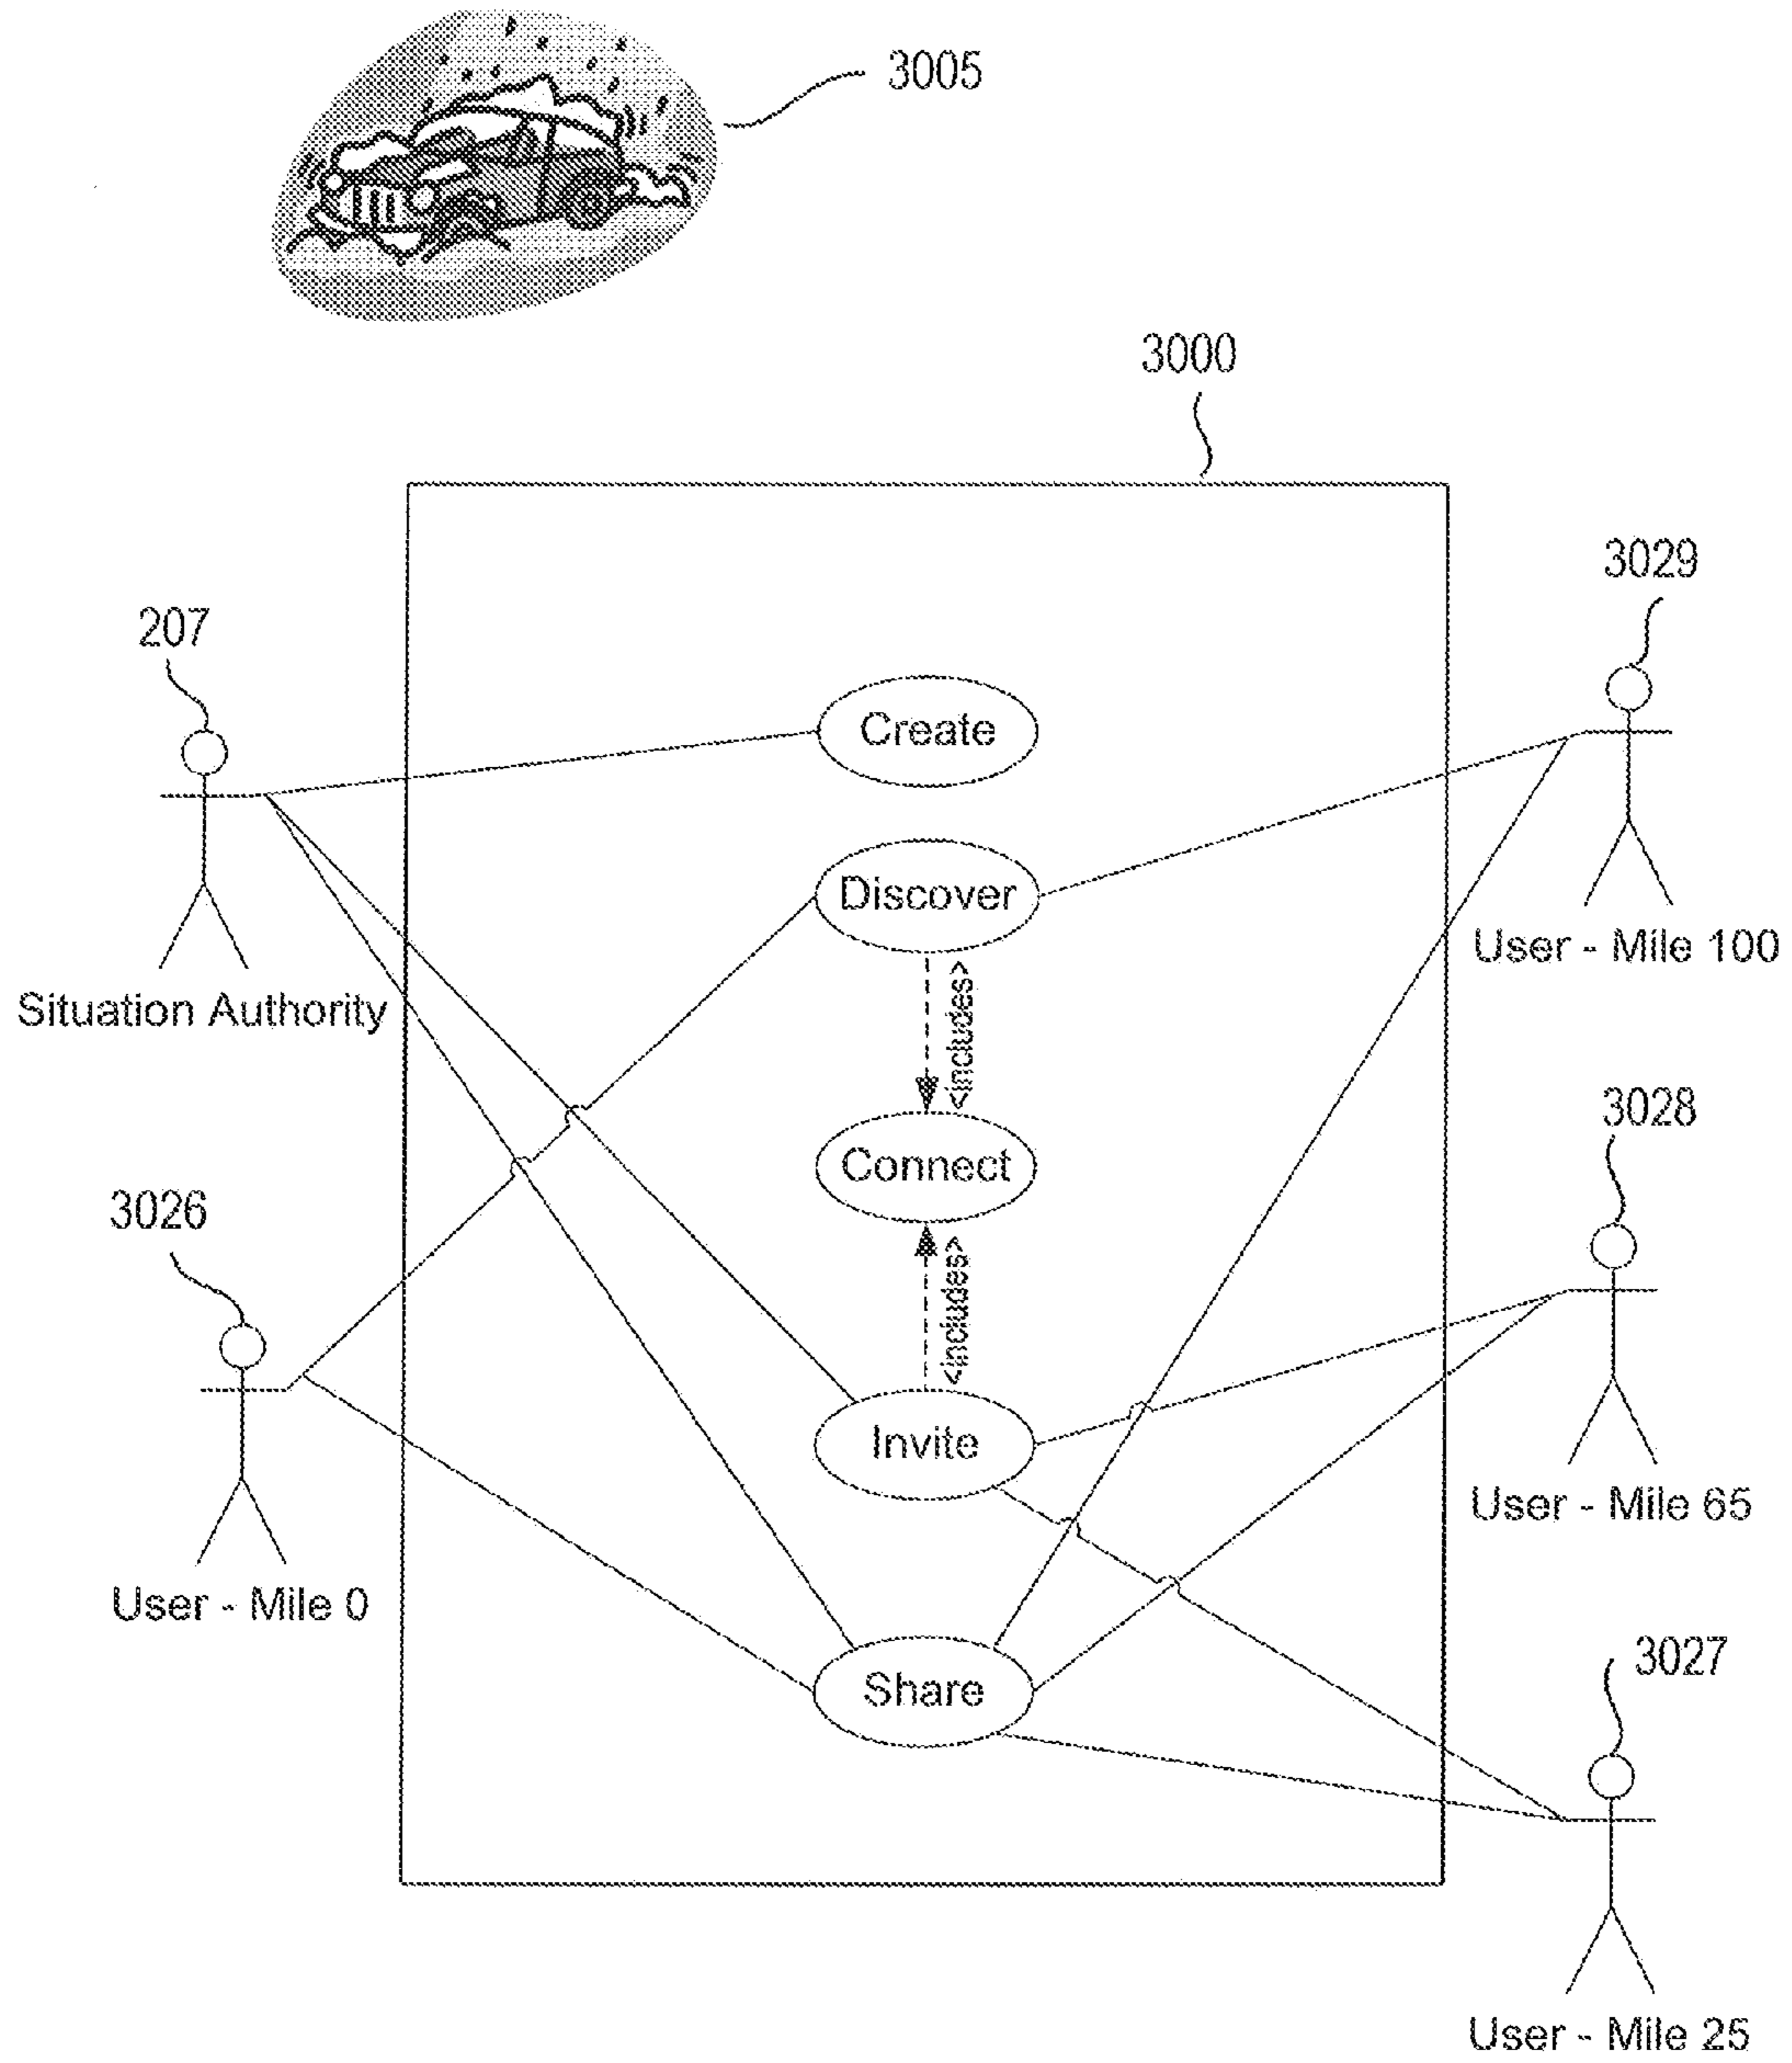 3005
3000
3029
207
Create
Discover
User - Mile 100
Situation Authority
<includes>
3028
Connect
3026
<includes>
Invite
User - Mile 65
User - Mile 0
3027
Share
User - Mile 25